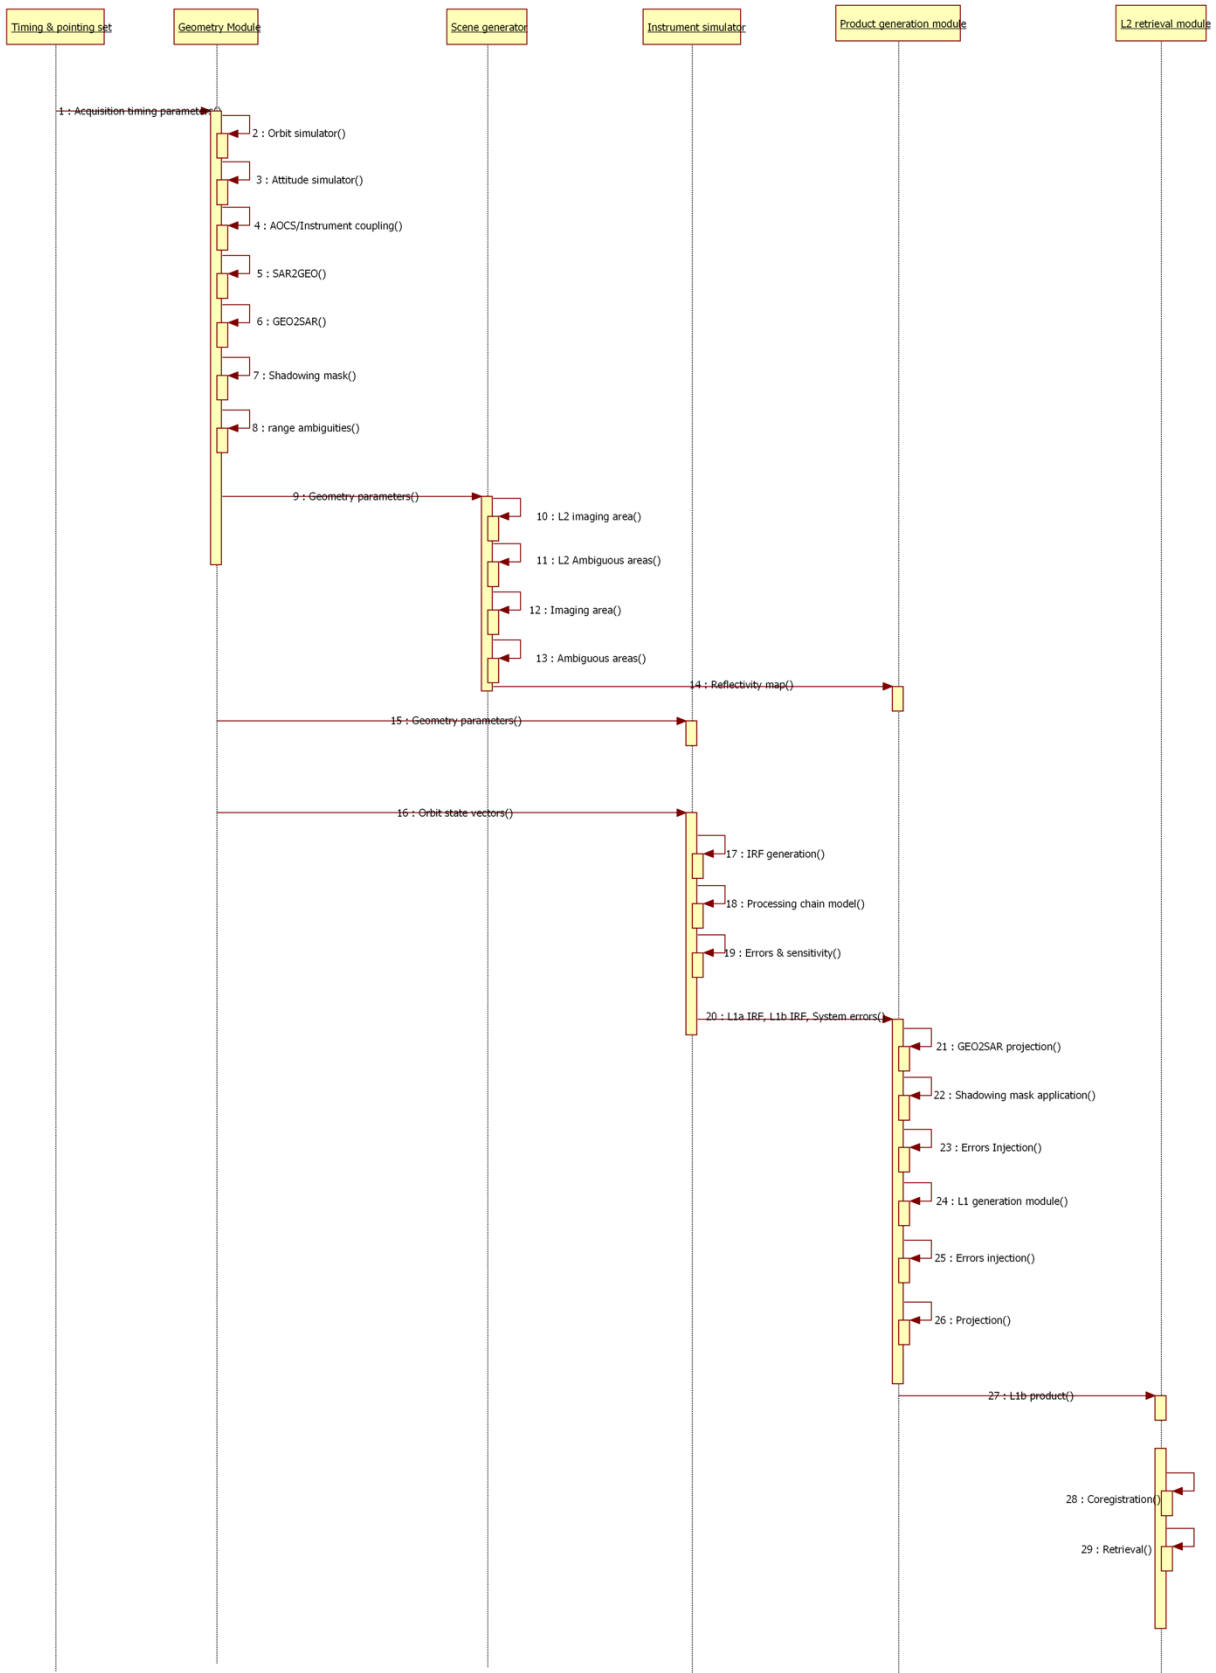 Timing & pointing set
Geometry Module
Scene generator
Instrument simulator
Product generation module
L2 retrieval module
1 : Acquisition timing parameters()
2 : Orbit simulator()
3 : Attitude simulator()
4 : AOCS/Instrument coupling()
5 : SAR2GEO()
6 : GEO2SAR()
7 : Shadowing mask()
8 : range ambiguities()
9 : Geometry parameters()
10 : L2 imaging area()
11 : L2 Ambiguous areas()
12 : Imaging area()
13 : Ambiguous areas()
14 : Reflectivity map()
15 : Geometry parameters()
16 : Orbit state vectors()
17 : IRF generation()
18 : Processing chain model()
19 : Errors & sensitivity()
20 : L1a IRF, L1b IRF, System errors()
21 : GEO2SAR projection()
22 : Shadowing mask application()
23 : Errors Injection()
24 : L1 generation module()
25 : Errors injection()
26 : Projection()
27 : L1b product()
28 : Coregistration()
29 : Retrieval()